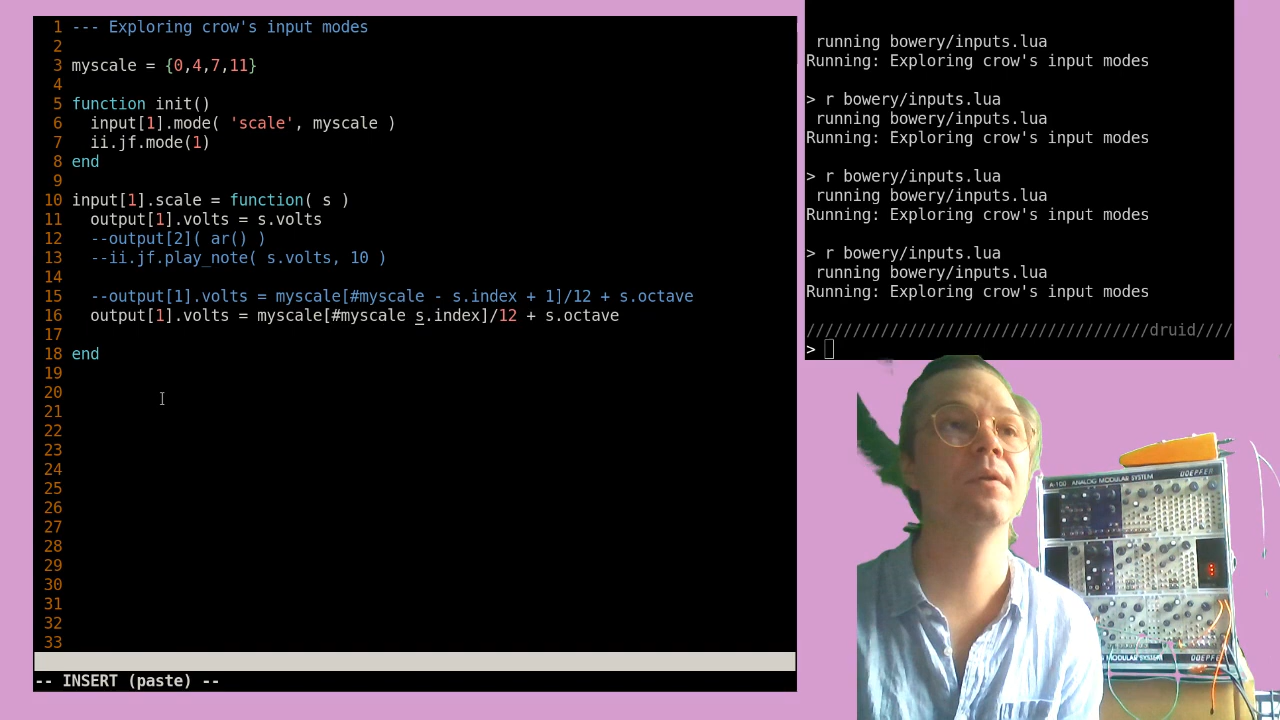 1 --- Exploring crow's input modes
2
3 myscale = {0,4,7,11}
4
5 function init()
6   input[1].mode( 'scale', myscale )
7   ii.jf.mode(1)
8 end
9
10 input[1].scale = function( s )
11   output[1].volts = s.volts
12   --output[2]( ar() )
13   --ii.jf.play_note( s.volts, 10 )
14
15   --output[1].volts = myscale[#myscale - s.index + 1]/12 + s.octave
16   output[1].volts = myscale[#myscale s.index]/12 + s.octave
17
18 end
19
20
21
22
23
24
25
26
27
28
29
30
31
32
33
-- INSERT (paste) --
running bowery/inputs.lua
Running: Exploring crow's input modes
> r bowery/inputs.lua
running bowery/inputs.lua
Running: Exploring crow's input modes
> r bowery/inputs.lua
running bowery/inputs.lua
Running: Exploring crow's input modes
> r bowery/inputs.lua
running bowery/inputs.lua
Running: Exploring crow's input modes
/////////////////////////////////////druid////
>
A-100 ANALOG MODULAR SYSTEM DOEPFER
MODULAR SYSTEM DOEPFER